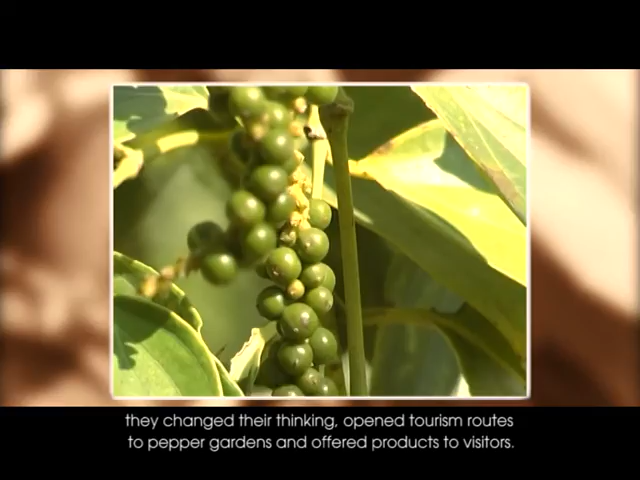 they changed their thinking, opened tourism routes
to pepper gardens and offered products to visitors.